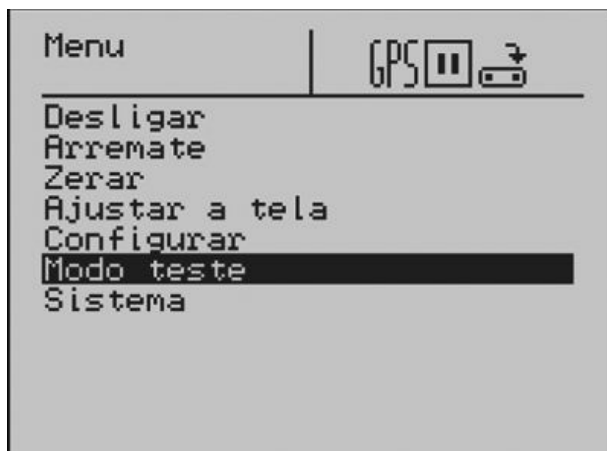 Menu
GPS
Desligar
Arremate
Zerar
Ajustar a tela
Configurar
Modo teste
Sistema